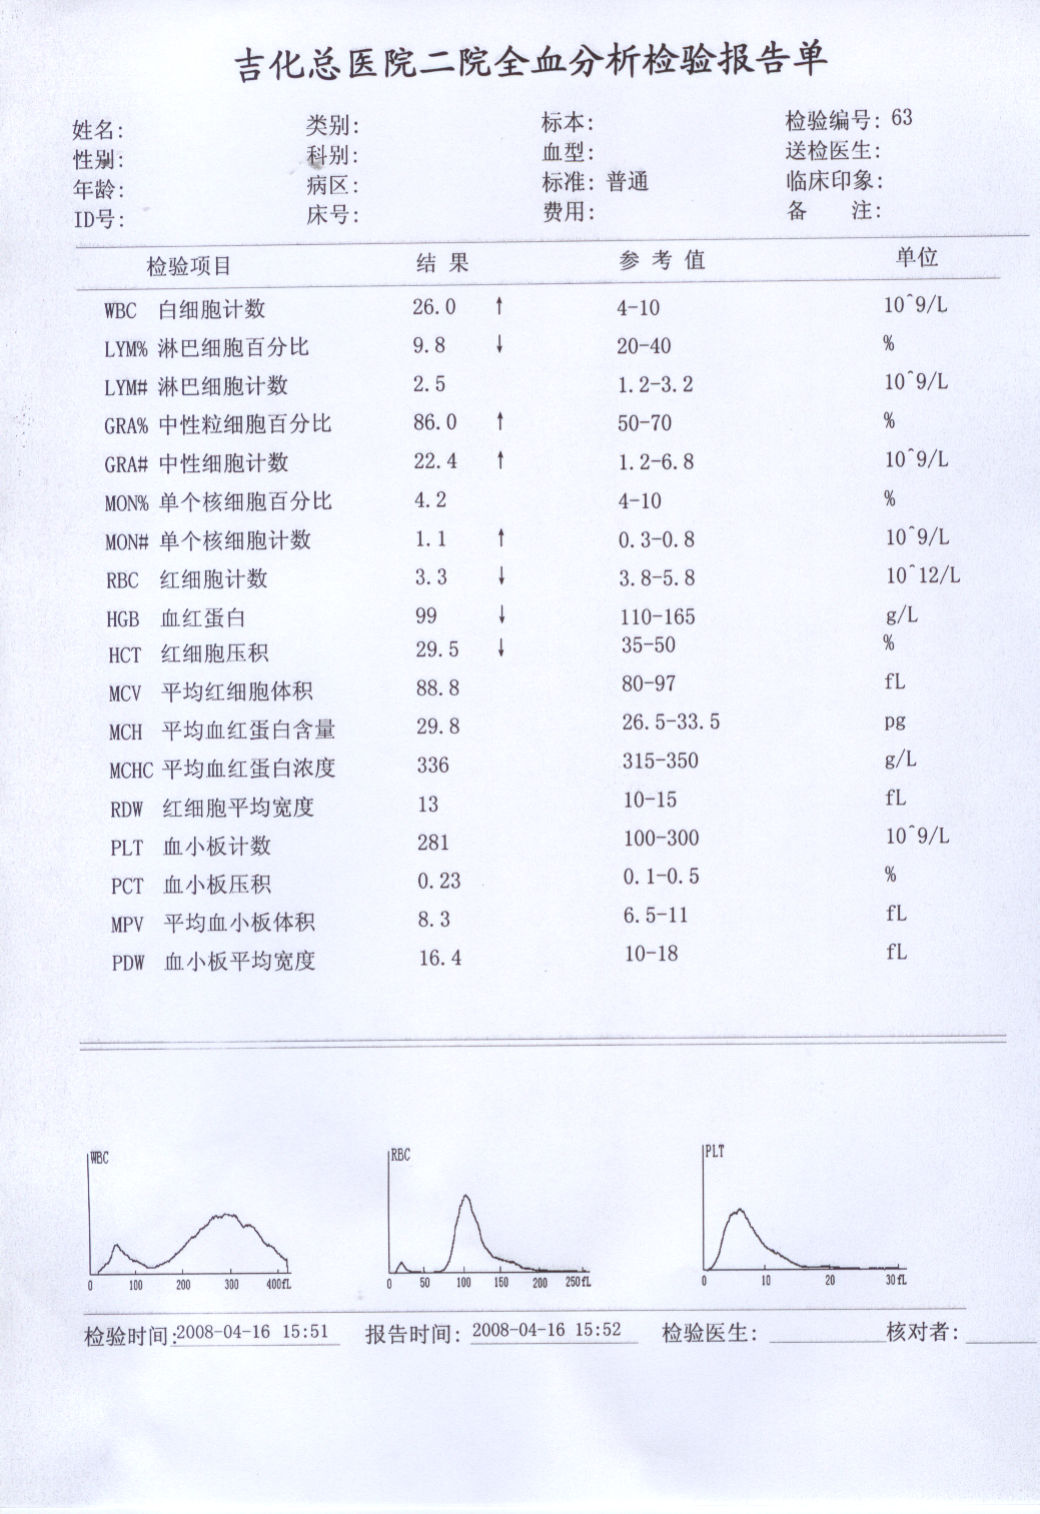 吉化总医院二院全血分析检验报告单
姓名: 类别: 标本: 检验编号: 63
性别: 科别: 血型: 送检医生:
年龄: 病区: 标准: 普通 临床印象:
ID号: 床号: 费用: 备 注:
检验项目 结 果 参 考 值 单位
WBC 白细胞计数 26.0 ↑ 4-10 10^9/L
LYM% 淋巴细胞百分比 9.8 ↓ 20-40 %
LYM# 淋巴细胞计数 2.5 1.2-3.2 10^9/L
GRA% 中性粒细胞百分比 86.0 ↑ 50-70 %
GRA# 中性细胞计数 22.4 ↑ 1.2-6.8 10^9/L
MON% 单个核细胞百分比 4.2 4-10 %
MON# 单个核细胞计数 1.1 ↑ 0.3-0.8 10^9/L
RBC 红细胞计数 3.3 ↓ 3.8-5.8 10^12/L
HGB 血红蛋白 99 ↓ 110-165 g/L
HCT 红细胞压积 29.5 ↓ 35-50 %
MCV 平均红细胞体积 88.8 80-97 fL
MCH 平均血红蛋白含量 29.8 26.5-33.5 pg
MCHC 平均血红蛋白浓度 336 315-350 g/L
RDW 红细胞平均宽度 13 10-15 fL
PLT 血小板计数 281 100-300 10^9/L
PCT 血小板压积 0.23 0.1-0.5 %
MPV 平均血小板体积 8.3 6.5-11 fL
PDW 血小板平均宽度 16.4 10-18 fL
WBC RBC PLT
0 100 200 300 400fL 0 50 100 150 200 250fL 0 10 20 30fL
检验时间:2008-04-16 15:51 报告时间: 2008-04-16 15:52 检验医生: 核对者: